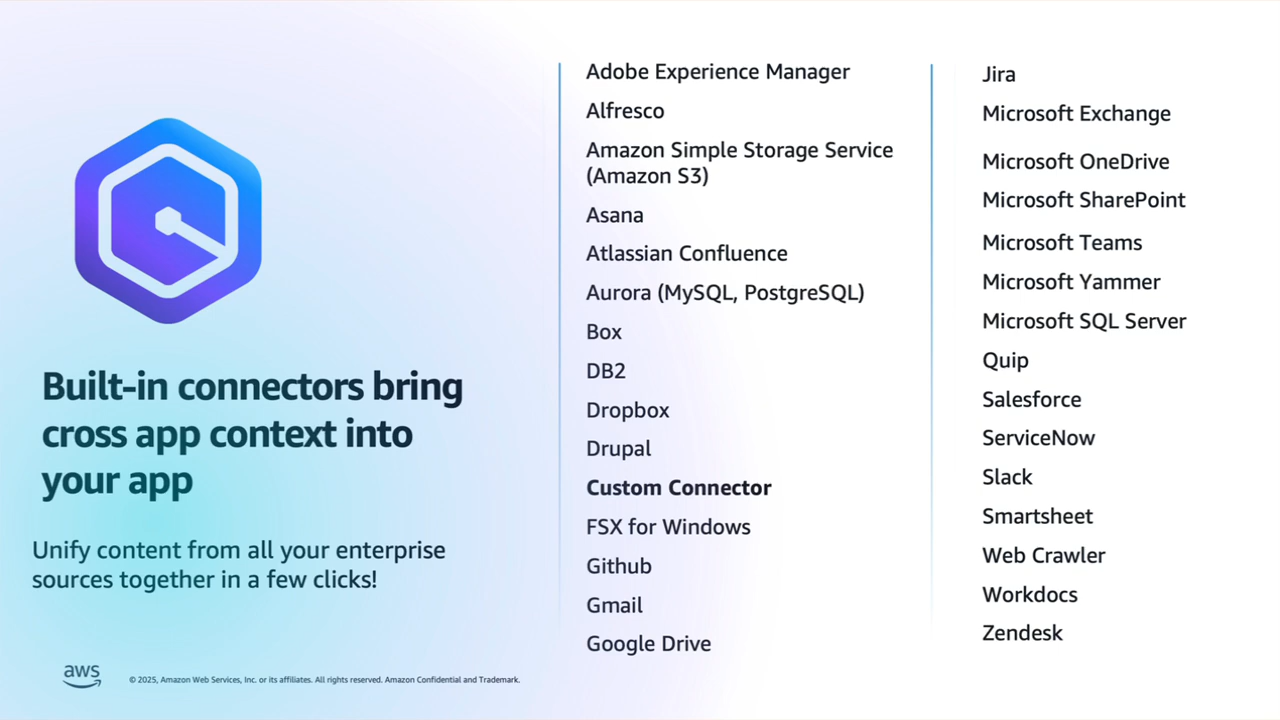 Built-in connectors bring
cross app context into
your app
Unify content from all your enterprise
sources together in a few clicks!
Adobe Experience Manager
Alfresco
Amazon Simple Storage Service
(Amazon S3)
Asana
Atlassian Confluence
Aurora (MySQL, PostgreSQL)
Box
DB2
Dropbox
Drupal
Custom Connector
FSX for Windows
Github
Gmail
Google Drive
Jira
Microsoft Exchange
Microsoft OneDrive
Microsoft SharePoint
Microsoft Teams
Microsoft Yammer
Microsoft SQL Server
Quip
Salesforce
ServiceNow
Slack
Smartsheet
Web Crawler
Workdocs
Zendesk
aws
© 2025, Amazon Web Services, Inc. or its affiliates. All rights reserved. Amazon Confidential and Trademark.